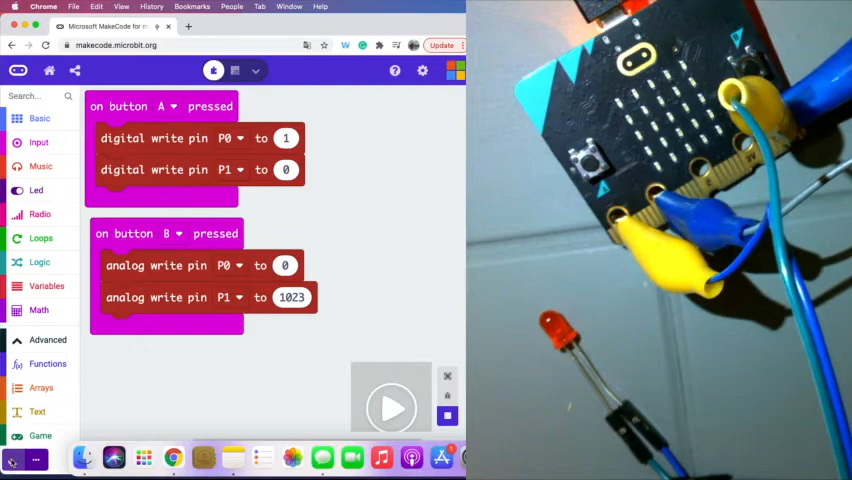 Chrome File Edit View History Bookmarks People Tab Window Help
Microsoft MakeCode for m
makecode.microbit.org
Update
Search...
Basic
Input
Music
Led
Radio
Loops
Logic
Variables
Math
Advanced
Functions
Arrays
Text
Game
on button A pressed
digital write pin P0 to 1
digital write pin P1 to 0
on button B pressed
analog write pin P0 to 0
analog write pin P1 to 1023
A
B
2
3V